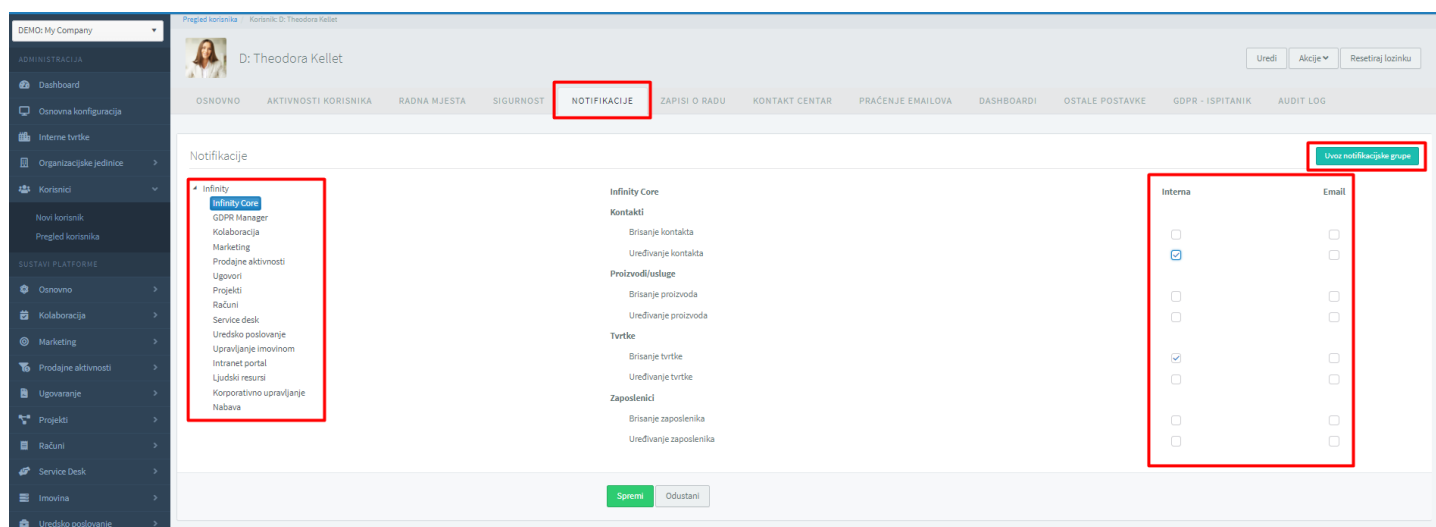 DEMO: My Company
ADMINISTRACIJA
Dashboard
Osnovna konfiguracija
Interne tvrtke
Organizacijske jedinice
Korisnici
Novi korisnik
Pregled korisnika
SUSTAVI PLATFORME
Osnovno
Kolaboracija
Marketing
Prodajne aktivnosti
Ugovaranje
Projekti
Računi
Service Desk
Imovina
Uredsko poslovanje
Pregled korisnika / Korisnik: D: Theodora Kellet
D: Theodora Kellet
Uredi Akcije Resetiraj lozinku
OSNOVNO AKTIVNOSTI KORISNIKA RADNA MJESTA SIGURNOST NOTIFIKACIJE ZAPISI O RADU KONTAKT CENTAR PRAĆENJE EMAILOVA DASHBOARDI OSTALE POSTAVKE GDPR - ISPITANIK AUDIT LOG
Notifikacije
Uvoz notifikacijske grupe
Infinity
Infinity Core
GDPR Manager
Kolaboracija
Marketing
Prodajne aktivnosti
Ugovori
Projekti
Računi
Service desk
Uredsko poslovanje
Upravljanje imovinom
Intranet portal
Ljudski resursi
Korporativno upravljanje
Nabava
Infinity Core Interna Email
Kontakti
Brisanje kontakta
Uređivanje kontakta
Proizvodi/usluge
Brisanje proizvoda
Uređivanje proizvoda
Tvrtke
Brisanje tvrtke
Uređivanje tvrtke
Zaposlenici
Brisanje zaposlenika
Uređivanje zaposlenika
Spremi Odustani